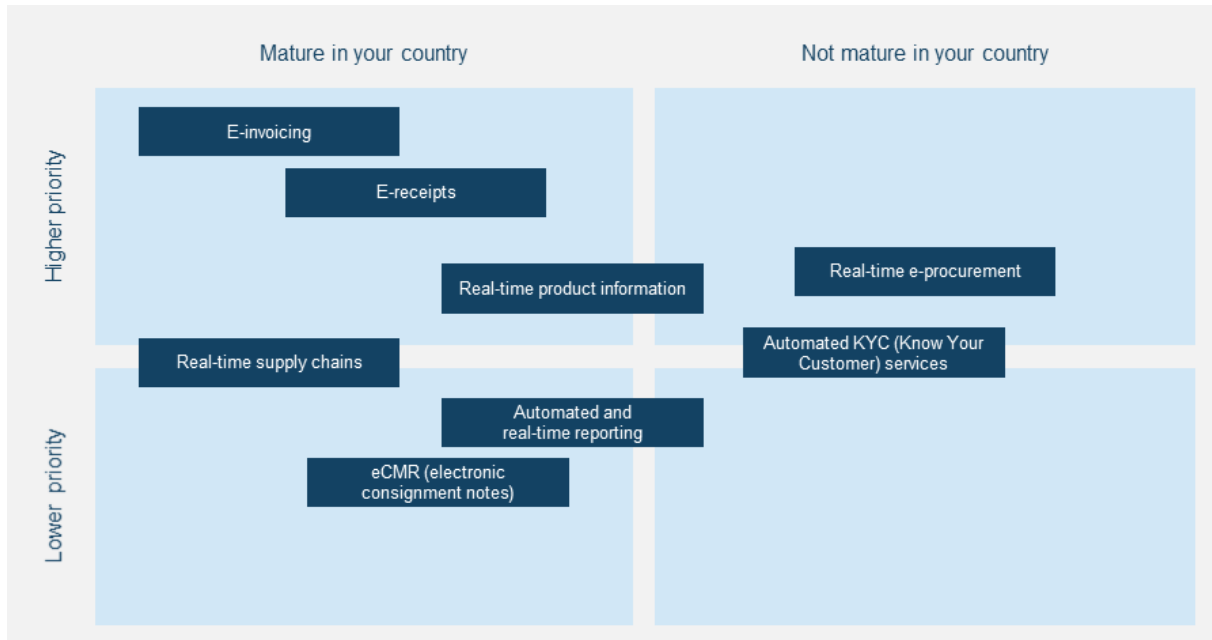 Mature in your country
Not mature in your country
Higher priority
E-invoicing
E-receipts
Real-time e-procurement
Real-time product information
Automated KYC (Know Your
Customer) services
Real-time supply chains
Lower priority
Automated and
real-time reporting
eCMR (electronic
consignment notes)